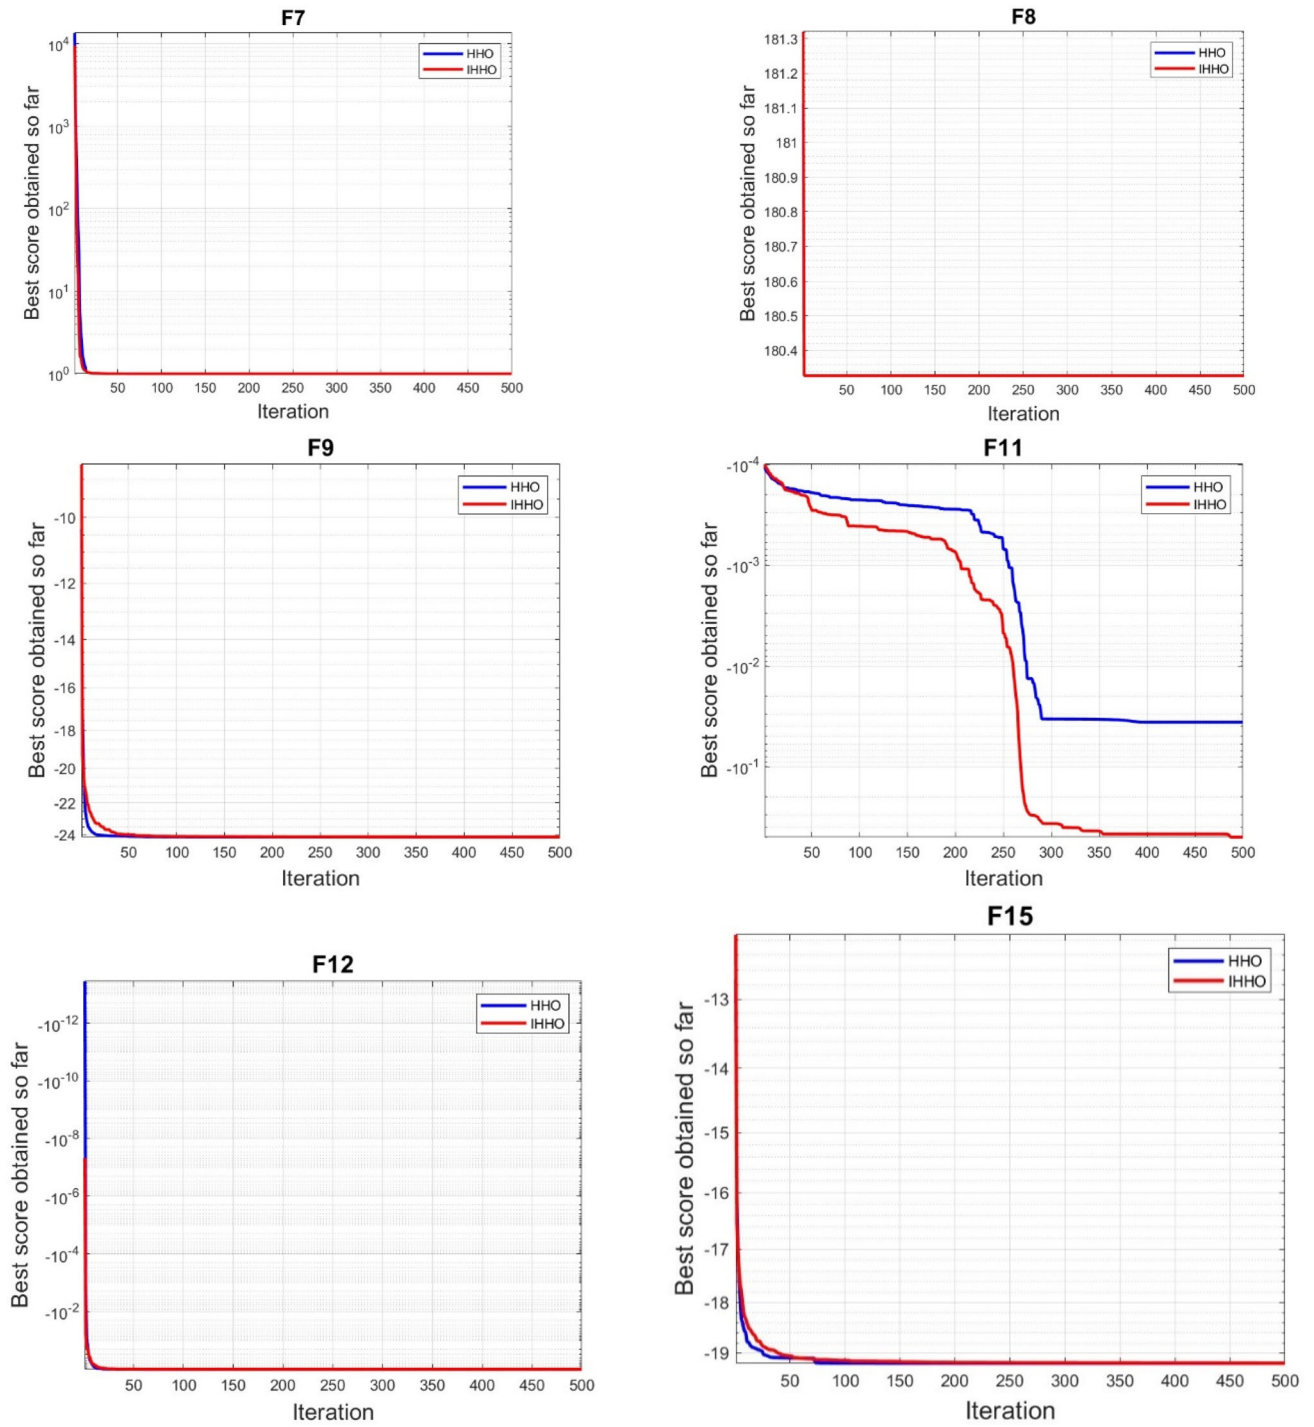 F7
HHO
IHHO
Best score obtained so far
10^4
10^3
10^2
10^1
10^0
50 100 150 200 250 300 350 400 450 500
Iteration
F8
HHO
IHHO
Best score obtained so far
181.3
181.2
181.1
181
180.9
180.8
180.7
180.6
180.5
180.4
50 100 150 200 250 300 350 400 450 500
Iteration
F9
HHO
IHHO
Best score obtained so far
-10
-12
-14
-16
-18
-20
-22
-24
50 100 150 200 250 300 350 400 450 500
Iteration
F11
HHO
IHHO
Best score obtained so far
-10^-4
-10^-3
-10^-2
-10^-1
50 100 150 200 250 300 350 400 450 500
Iteration
F12
HHO
IHHO
Best score obtained so far
-10^-12
-10^-10
-10^-8
-10^-6
-10^-4
-10^-2
50 100 150 200 250 300 350 400 450 500
Iteration
F15
HHO
IHHO
Best score obtained so far
-13
-14
-15
-16
-17
-18
-19
50 100 150 200 250 300 350 400 450 500
Iteration